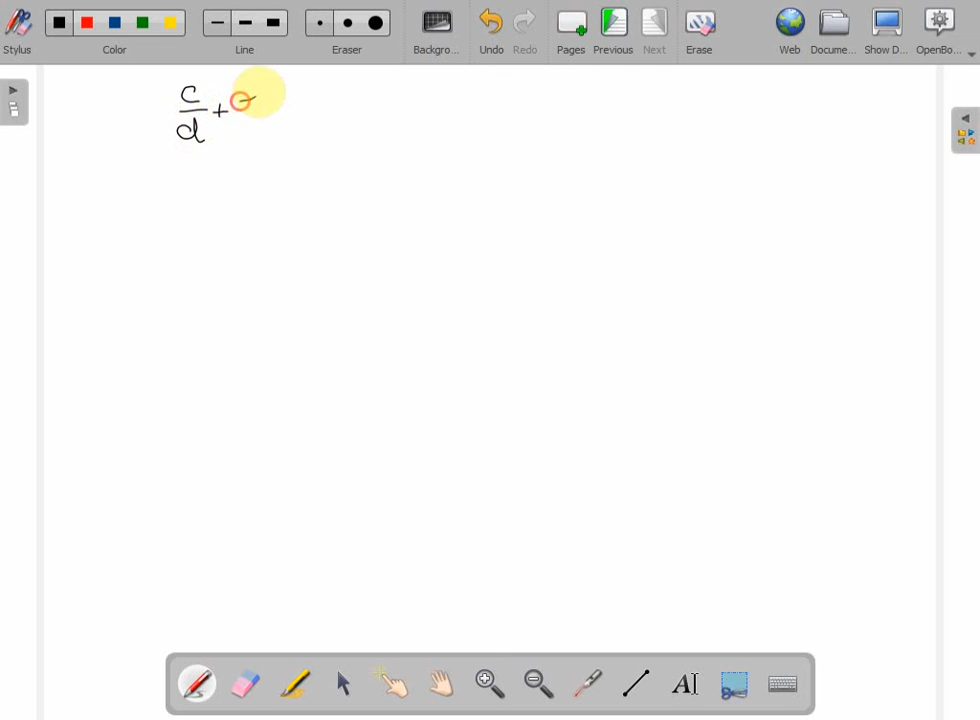 Stylus
Color
Line
Eraser
Backgro...
Undo
Redo
Pages
Previous
Next
Erase
Web
Docume...
Show D...
OpenBo...
c/d +
A